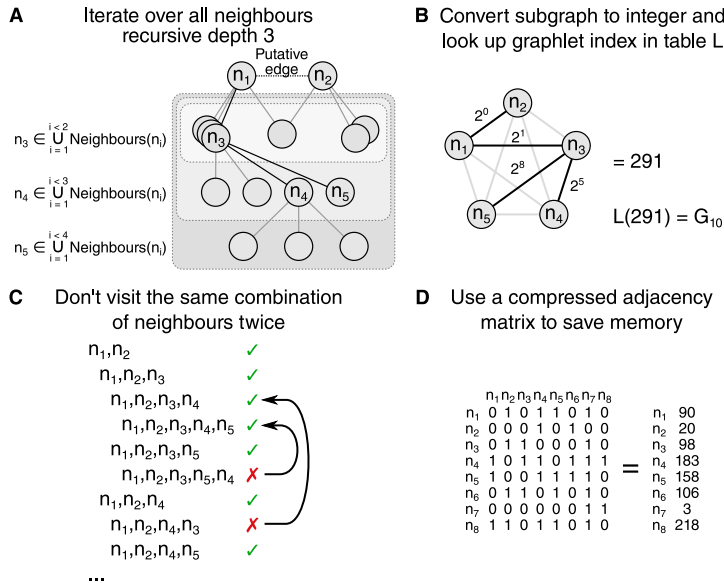 A Iterate over all neighbours
recursive depth 3
Putative
edge
n₁ n₂
n₃
n₃ ∈ ∪ i < 2 i = 1 Neighbours(nᵢ)
n₄ n₅
n₄ ∈ ∪ i < 3 i = 1 Neighbours(nᵢ)
n₅ ∈ ∪ i < 4 i = 1 Neighbours(nᵢ)
B Convert subgraph to integer and
look up graphlet index in table L
n₂
2⁰
n₁ 2¹ n₃
2⁸
2⁵
n₅ n₄
= 291
L(291) = G₁₀
C Don't visit the same combination
of neighbours twice
n₁,n₂ ✓
n₁,n₂,n₃ ✓
n₁,n₂,n₃,n₄ ✓
n₁,n₂,n₃,n₄,n₅ ✓
n₁,n₂,n₃,n₅ ✓
n₁,n₂,n₃,n₅,n₄ ✗
n₁,n₂,n₄ ✓
n₁,n₂,n₄,n₃ ✗
n₁,n₂,n₄,n₅ ✓
...
D Use a compressed adjacency
matrix to save memory
n₁ n₂ n₃ n₄ n₅ n₆ n₇ n₈
n₁ 0 1 0 1 1 0 1 0 n₁ 90
n₂ 0 0 0 1 0 1 0 0 n₂ 20
n₃ 0 1 1 0 0 0 1 0 n₃ 98
n₄ 1 0 1 1 0 1 1 1 = n₄ 183
n₅ 1 0 0 1 1 1 1 0 n₅ 158
n₆ 0 1 1 0 1 0 1 0 n₆ 106
n₇ 0 0 0 0 0 0 1 1 n₇ 3
n₈ 1 1 0 1 1 0 1 0 n₈ 218